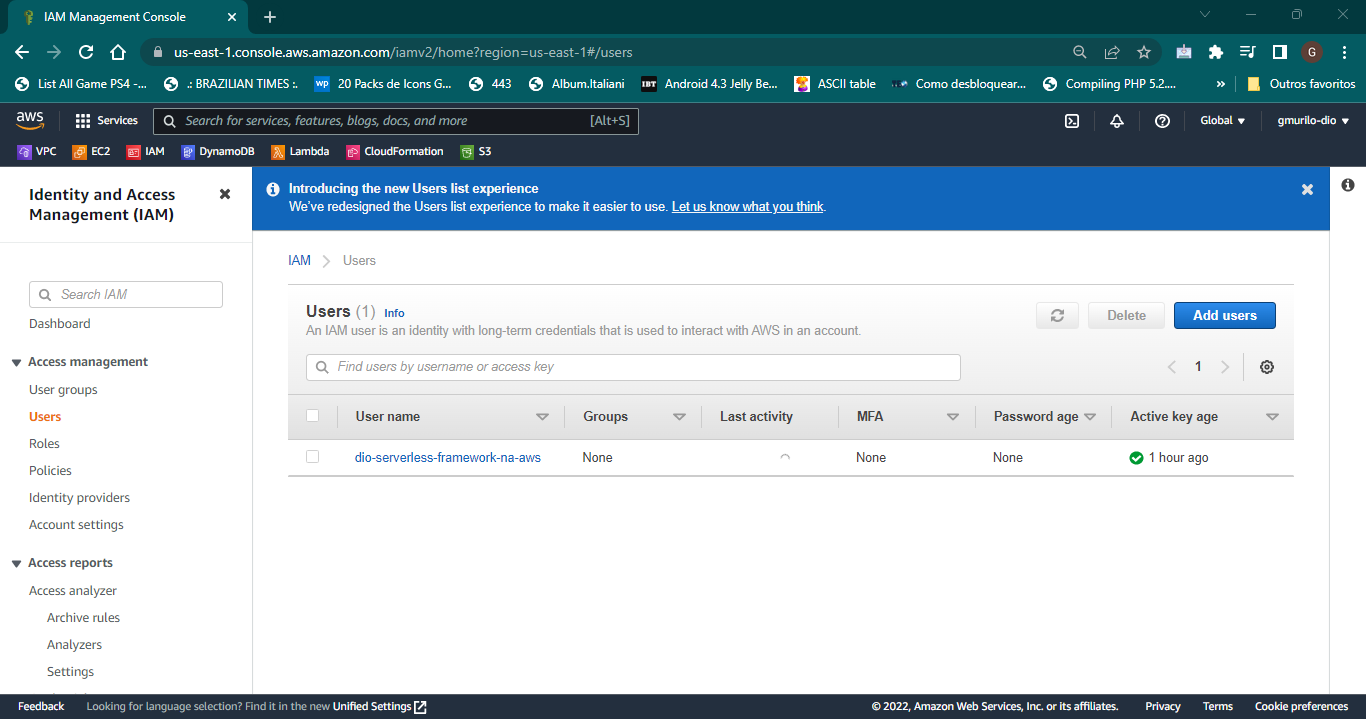 IAM Management Console
us-east-1.console.aws.amazon.com/iamv2/home?region=us-east-1#/users
G
List All Game PS4 -...
.: BRAZILIAN TIMES :.
wp
20 Packs de Icons G...
443
Album.Italiani
IBT
Android 4.3 Jelly Be...
ASCII table
Como desbloquear...
Compiling PHP 5.2....
»
Outros favoritos
aws
Services
Search for services, features, blogs, docs, and more
[Alt+S]
Global
gmurilo-dio
VPC
EC2
IAM
DynamoDB
Lambda
CloudFormation
S3
Identity and Access
Management (IAM)
Search IAM
Dashboard
Access management
User groups
Users
Roles
Policies
Identity providers
Account settings
Access reports
Access analyzer
Archive rules
Analyzers
Settings
Introducing the new Users list experience
We've redesigned the Users list experience to make it easier to use. Let us know what you think.
IAM
Users
Users (1) Info
An IAM user is an identity with long-term credentials that is used to interact with AWS in an account.
Delete
Add users
Find users by username or access key
1
User name
Groups
Last activity
MFA
Password age
Active key age
dio-serverless-framework-na-aws
None
None
None
1 hour ago
Feedback
Looking for language selection? Find it in the new Unified Settings
© 2022, Amazon Web Services, Inc. or its affiliates.
Privacy
Terms
Cookie preferences